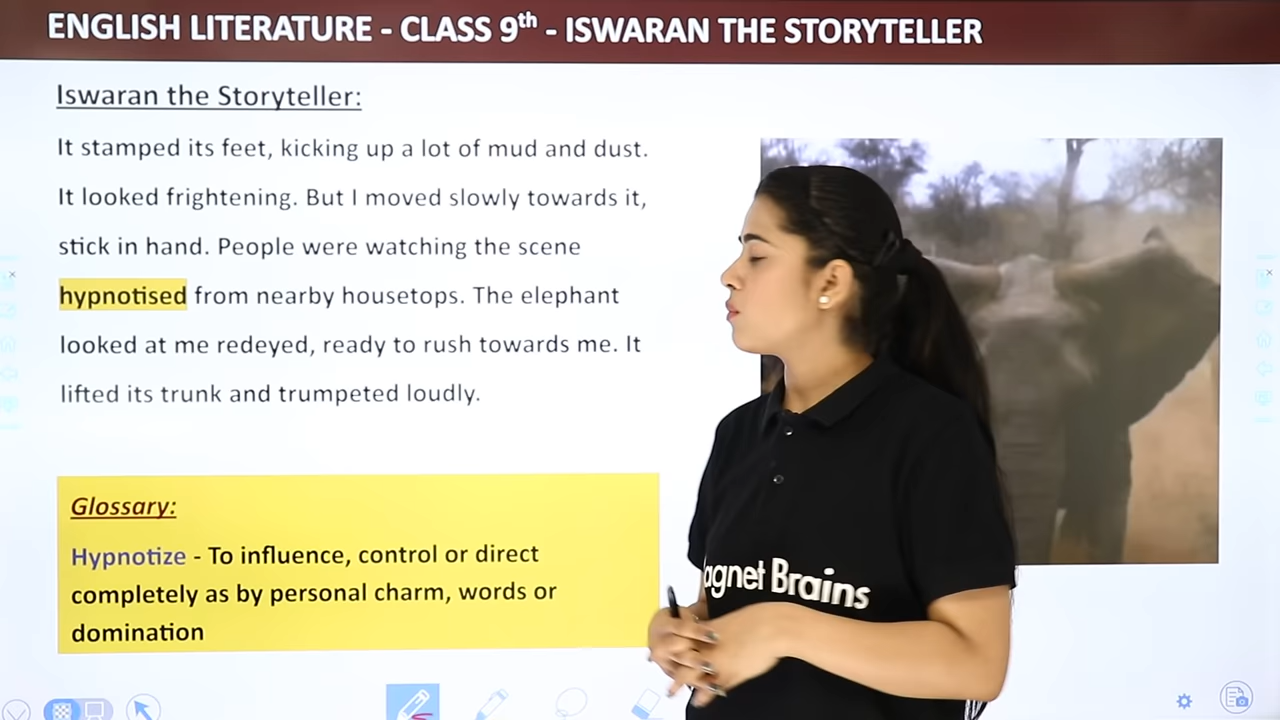 ENGLISH LITERATURE - CLASS 9th - ISWARAN THE STORYTELLER
Iswaran the Storyteller:
It stamped its feet, kicking up a lot of mud and dust.
It looked frightening. But I moved slowly towards it,
stick in hand. People were watching the scene
hypnotised from nearby housetops. The elephant
looked at me redeyed, ready to rush towards me. It
lifted its trunk and trumpeted loudly.
Glossary:
Hypnotize - To influence, control or direct
completely as by personal charm, words or
domination
agnet Brains